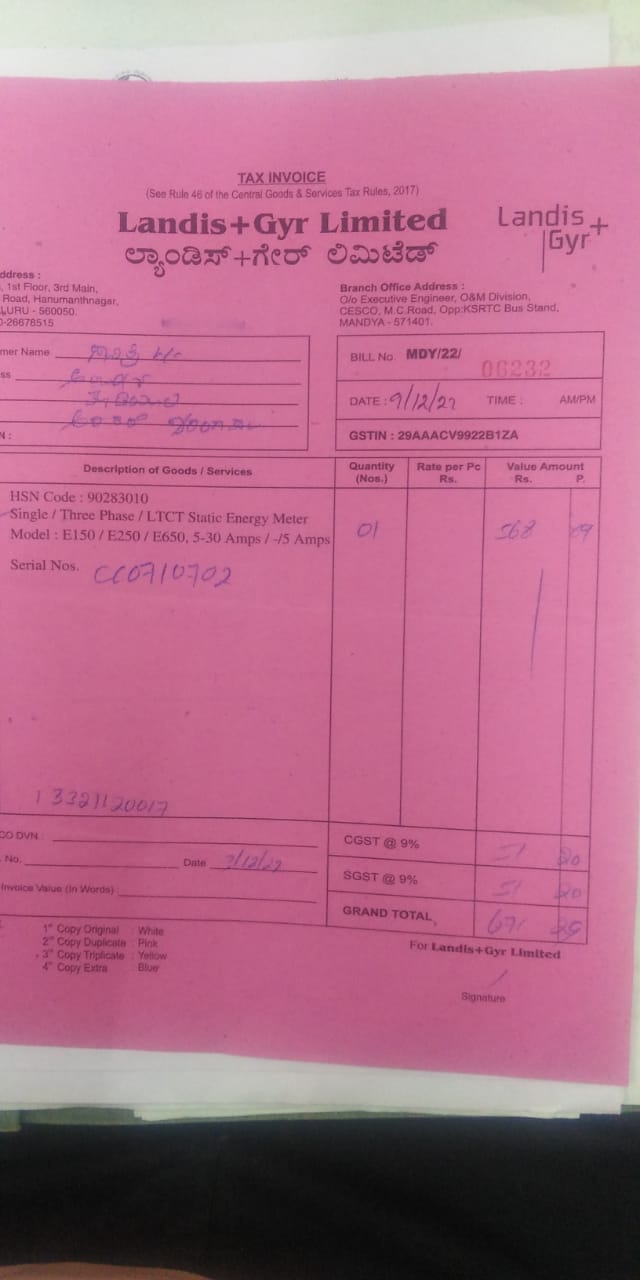 TAX INVOICE
(See Rule 46 of the Central Goods & Services Tax Rules, 2017)
Landis+Gyr Limited
ಲ್ಯಾಂಡಿಸ್+ಗೇರ್ ಲಿಮಿಟೆಡ್
Landis
Gyr+
ddress :
, 1st Floor, 3rd Main,
Road, Hanumanthnagar,
LURU - 560050.
0-26678515
Branch Office Address :
O/o Executive Engineer, O&M Division,
CESCO, M.C.Road, Opp:KSRTC Bus Stand,
MANDYA - 571401.
mer Name
ss
N :
BILL No. MDY/22/ 06232
DATE : 9/12/22 TIME : AM/PM
GSTIN : 29AAACV9922B1ZA
Description of Goods / Services Quantity (Nos.) Rate per Pc Rs. Value Amount Rs. P.
HSN Code : 90283010
Single / Three Phase / LTCT Static Energy Meter
Model : E150 / E250 / E650, 5-30 Amps / -/5 Amps 01 568 09
Serial Nos. CC0710702
13321120017
CO DVN.
. No. Date 9/12/22
Invoice Value (In Words)
CGST @ 9% 51 20
SGST @ 9% 51 20
GRAND TOTAL 671
1st Copy Original : White
2nd Copy Duplicate : Pink
3rd Copy Triplicate : Yellow
4th Copy Extra : Blue
For Landis+Gyr Limited
Signature